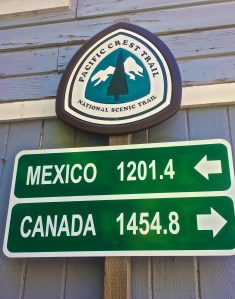 PACIFIC CREST TRAIL
NATIONAL SCENIC TRAIL
MEXICO 1201.4 ←
CANADA 1454.8 →